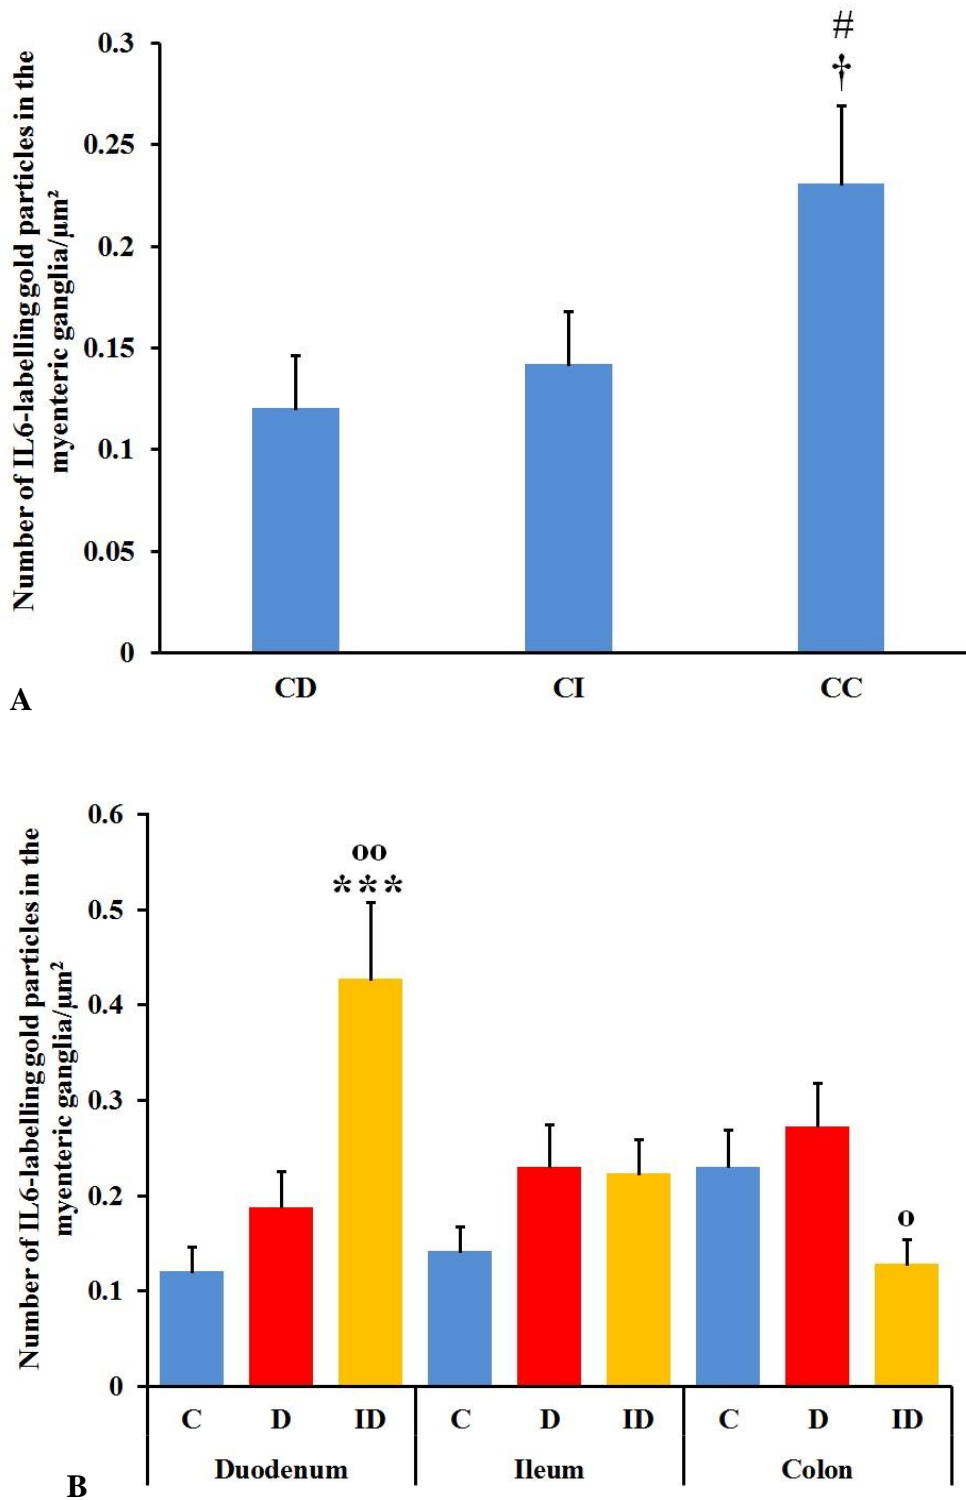 Number of IL6-labelling gold particles in the
myenteric ganglia/µm²
0.3
0.25
0.2
0.15
0.1
0.05
0
#
†
CD CI CC
A
Number of IL6-labelling gold particles in the
myenteric ganglia/µm²
0.6
0.5
0.4
0.3
0.2
0.1
0
oo
***
o
C D ID C D ID C D ID
Duodenum Ileum Colon
B